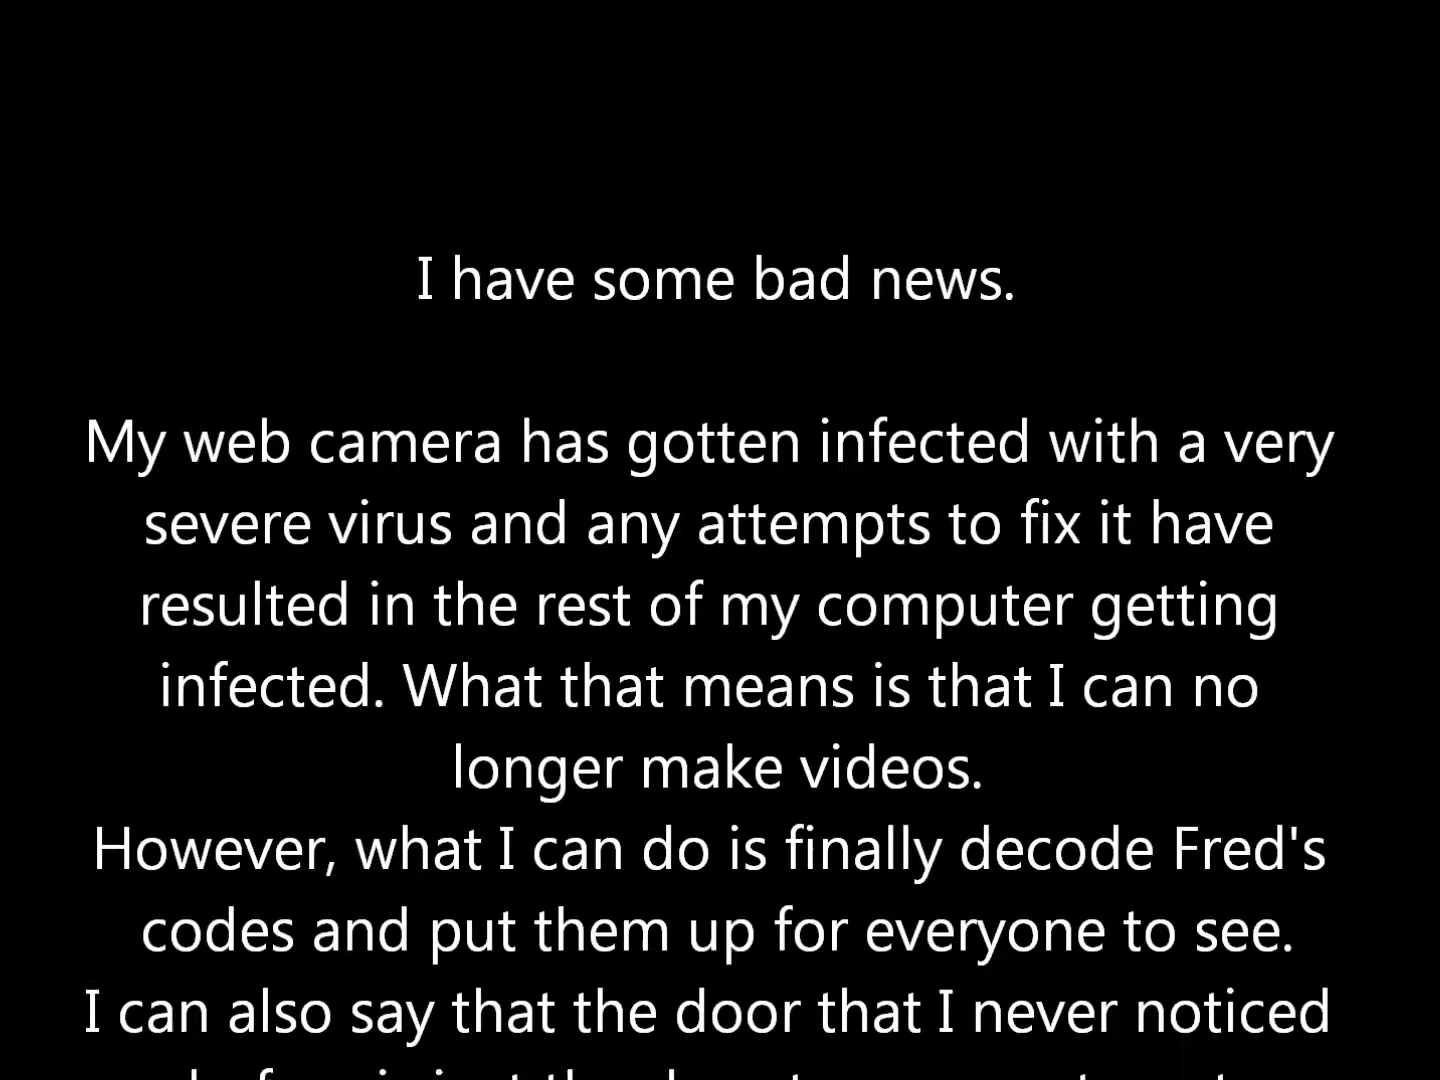 I have some bad news.
My web camera has gotten infected with a very
severe virus and any attempts to fix it have
resulted in the rest of my computer getting
infected. What that means is that I can no
longer make videos.
However, what I can do is finally decode Fred's
codes and put them up for everyone to see.
I can also say that the door that I never noticed